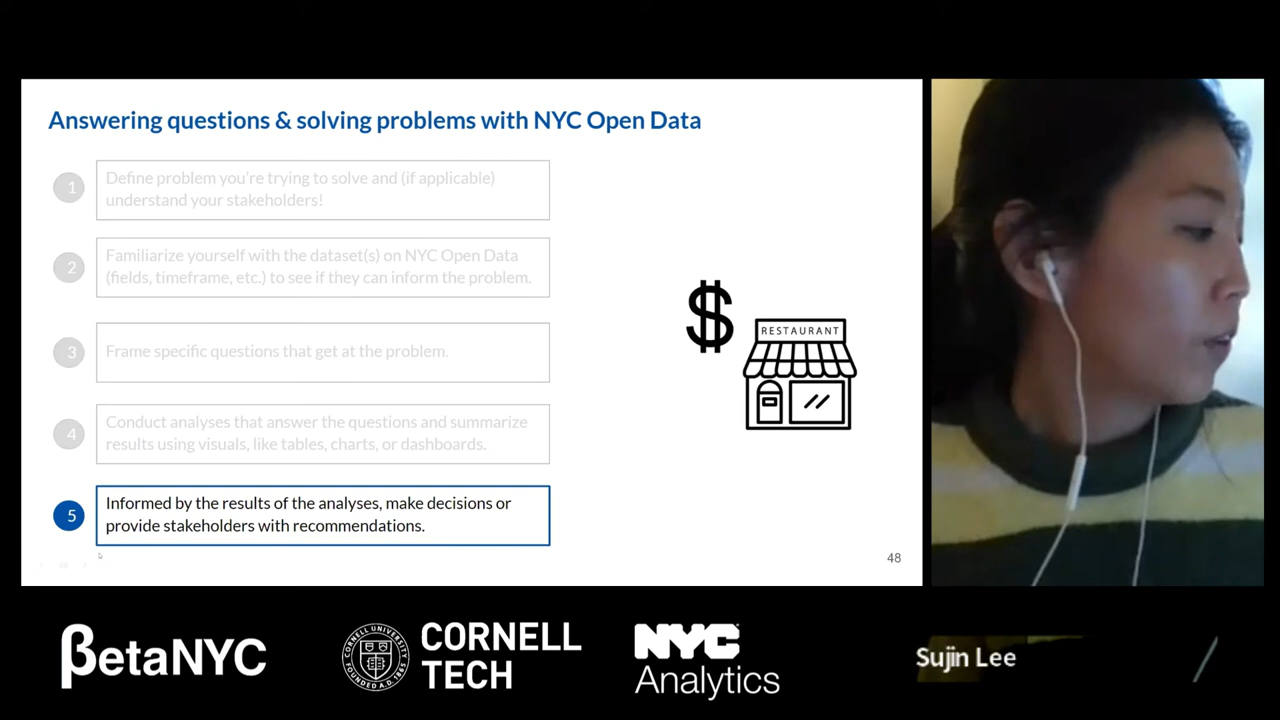 Answering questions & solving problems with NYC Open Data
1
Define problem you're trying to solve and (if applicable)
understand your stakeholders!
2
Familiarize yourself with the dataset(s) on NYC Open Data
(fields, timeframe, etc.) to see if they can inform the problem.
3
Frame specific questions that get at the problem.
4
Conduct analyses that answer the questions and summarize
results using visuals, like tables, charts, or dashboards.
5
Informed by the results of the analyses, make decisions or
provide stakeholders with recommendations.
$
RESTAURANT
48
βetaNYC
CORNELL
TECH
NYC
Analytics
Sujin Lee